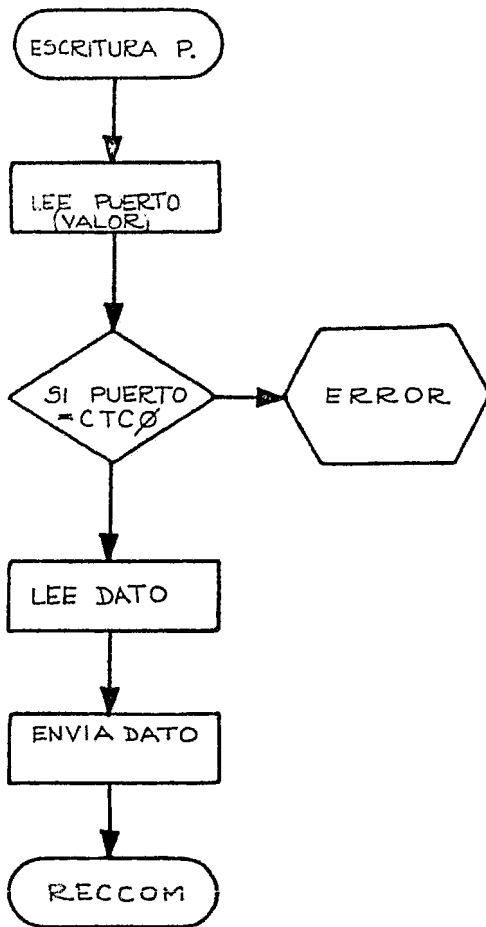 ESCRITURA P.
LEE PUERTO
(VALOR)
SI PUERTO
=CTCØ
ERROR
LEE DATO
ENVIA DATO
RECCOM